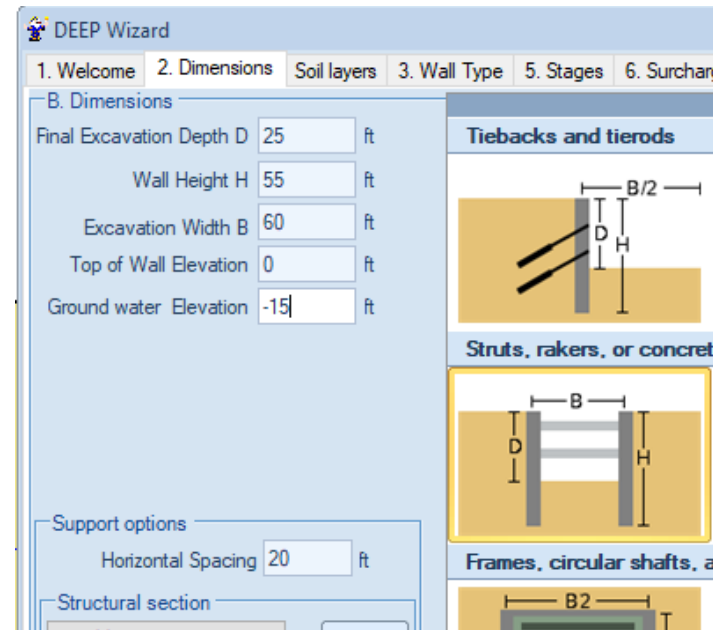 DEEP Wizard
1. Welcome 2. Dimensions Soil layers 3. Wall Type 5. Stages 6. Surchar
B. Dimensions
Final Excavation Depth D 25 ft
Wall Height H 55 ft
Excavation Width B 60 ft
Top of Wall Elevation 0 ft
Ground water Elevation -15 ft
Support options
Horizontal Spacing 20 ft
Structural section
Tiebacks and tierods
B/2
D
H
Struts, rakers, or concret
B
D
H
Frames, circular shafts, a
B2